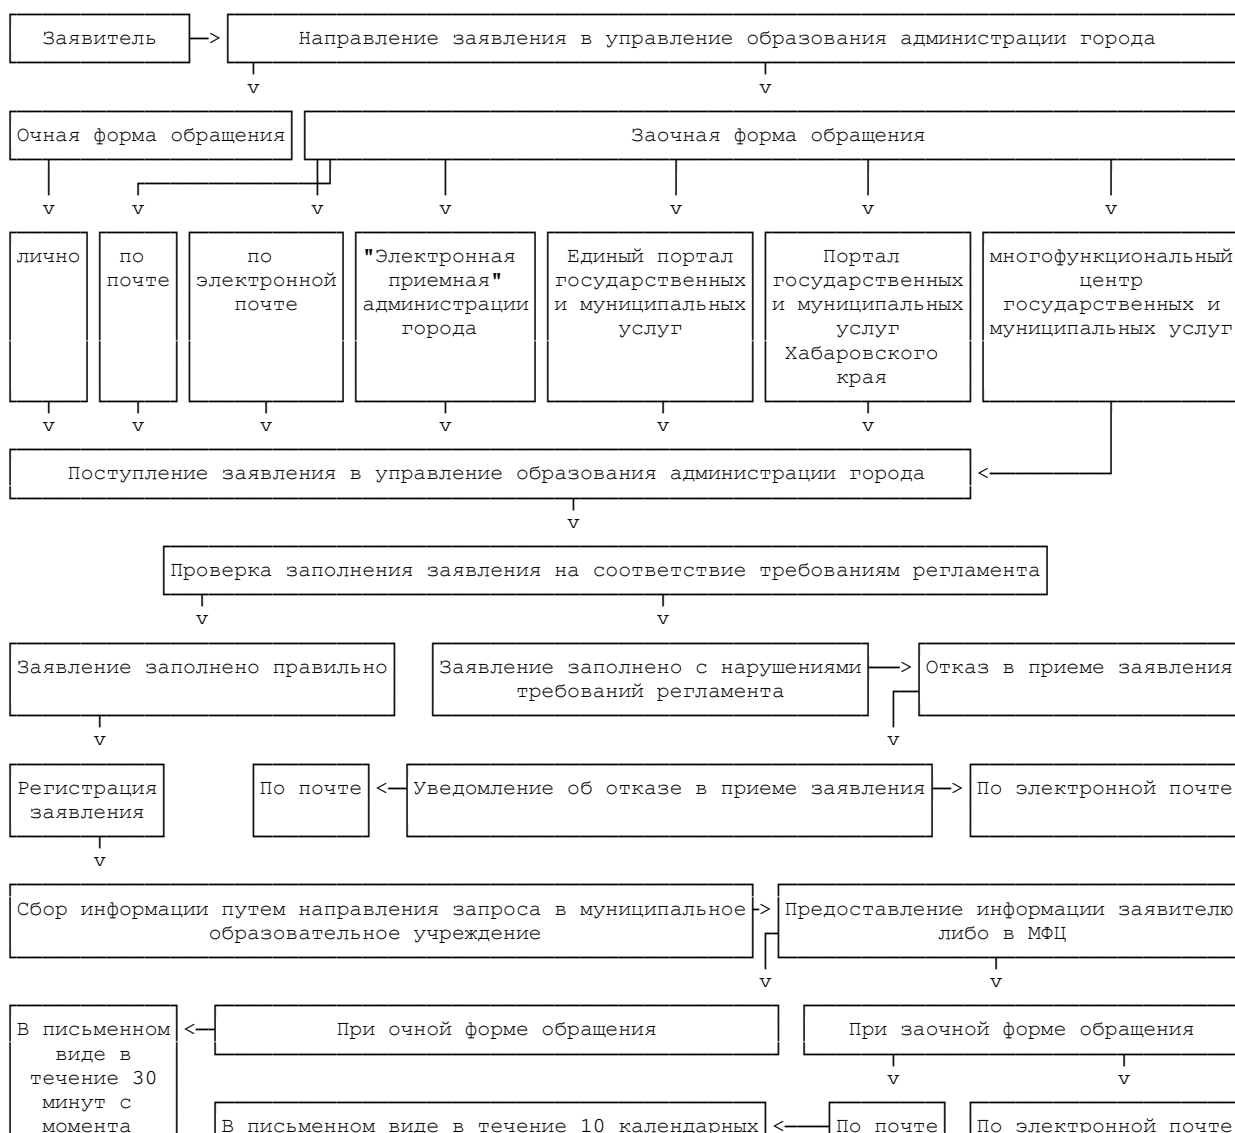 Заявитель
Направление заявления в управление образования администрации города
Очная форма обращения
Заочная форма обращения
лично
по
почте
по
электронной
почте
"Электронная
приемная"
администрации
города
Единый портал
государственных
и муниципальных
услуг
Портал
государственных
и муниципальных
услуг
Хабаровского
края
многофункциональный
центр
государственных и
муниципальных услуг
Поступление заявления в управление образования администрации города
Проверка заполнения заявления на соответствие требованиям регламента
Заявление заполнено правильно
Заявление заполнено с нарушениями
требований регламента
Отказ в приеме заявления
Регистрация
заявления
По почте
Уведомление об отказе в приеме заявления
По электронной почте
Сбор информации путем направления запроса в муниципальное
образовательное учреждение
Предоставление информации заявителю
либо в МФЦ
В письменном
виде в
течение 30
минут с
момента
При очной форме обращения
При заочной форме обращения
В письменном виде в течение 10 календарных
По почте
По электронной почте